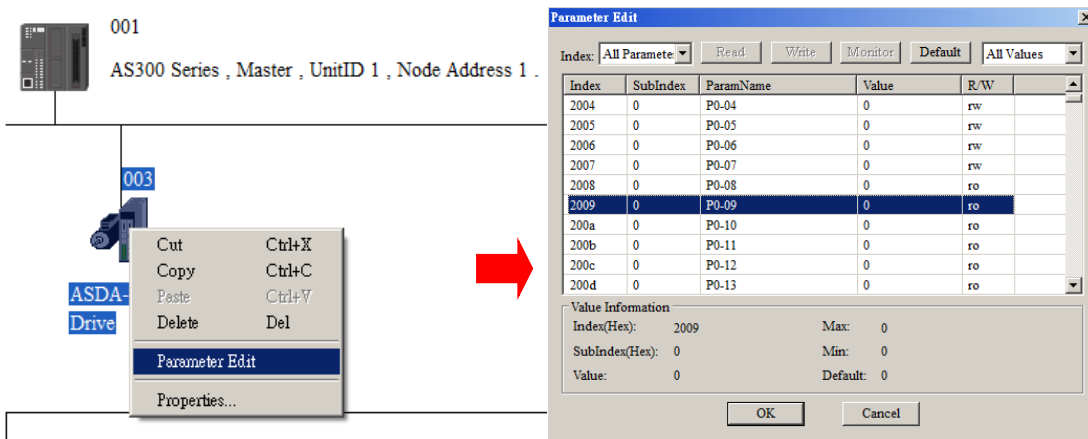 001
AS300 Series , Master , UnitID 1 , Node Address 1 .
003
ASDA-
Drive
Cut Ctrl+X
Copy Ctrl+C
Paste Ctrl+V
Delete Del
Parameter Edit
Properties...
Parameter Edit
Index: All Paramete Read Write Monitor Default All Values
Index SubIndex ParamName Value R/W
2004 0 P0-04 0 rw
2005 0 P0-05 0 rw
2006 0 P0-06 0 rw
2007 0 P0-07 0 rw
2008 0 P0-08 0 ro
2009 0 P0-09 0 ro
200a 0 P0-10 0 ro
200b 0 P0-11 0 ro
200c 0 P0-12 0 ro
200d 0 P0-13 0 ro
Value Information
Index(Hex): 2009 Max: 0
SubIndex(Hex): 0 Min: 0
Value: 0 Default: 0
OK Cancel